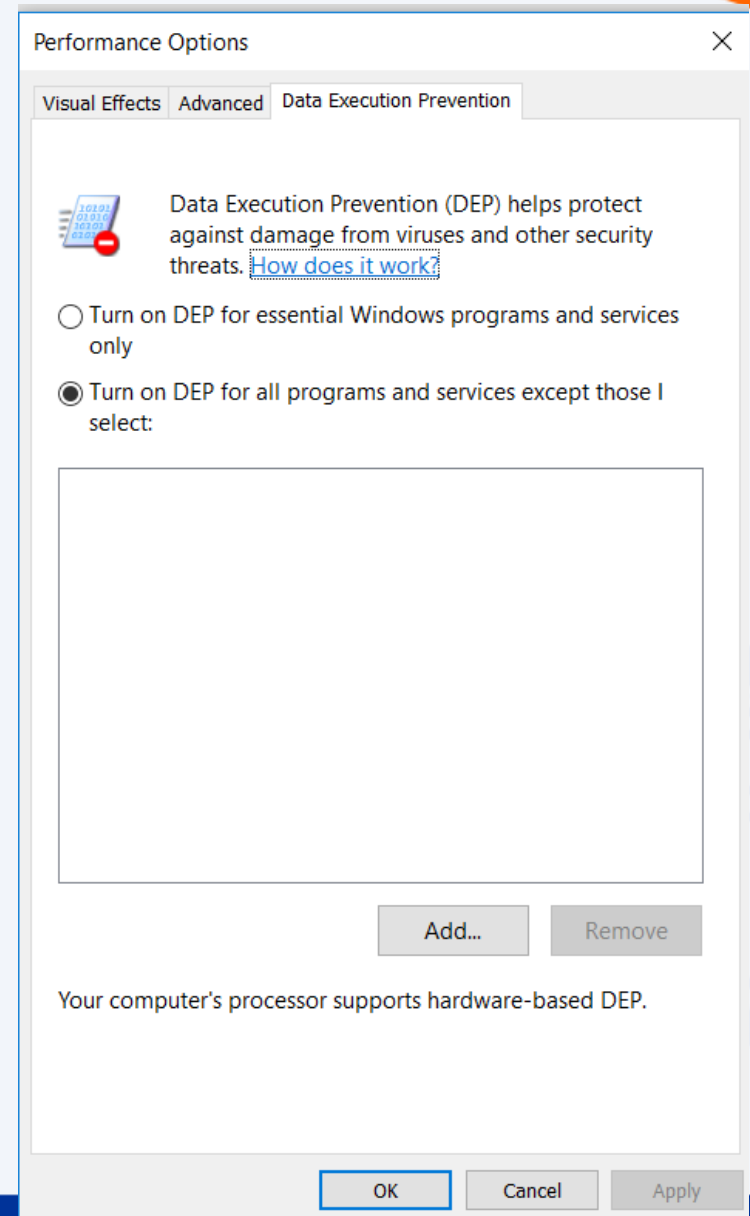 Performance Options
Visual Effects Advanced Data Execution Prevention
Data Execution Prevention (DEP) helps protect
against damage from viruses and other security
threats. How does it work?
Turn on DEP for essential Windows programs and services
only
Turn on DEP for all programs and services except those I
select:
Add... Remove
Your computer's processor supports hardware-based DEP.
OK Cancel Apply